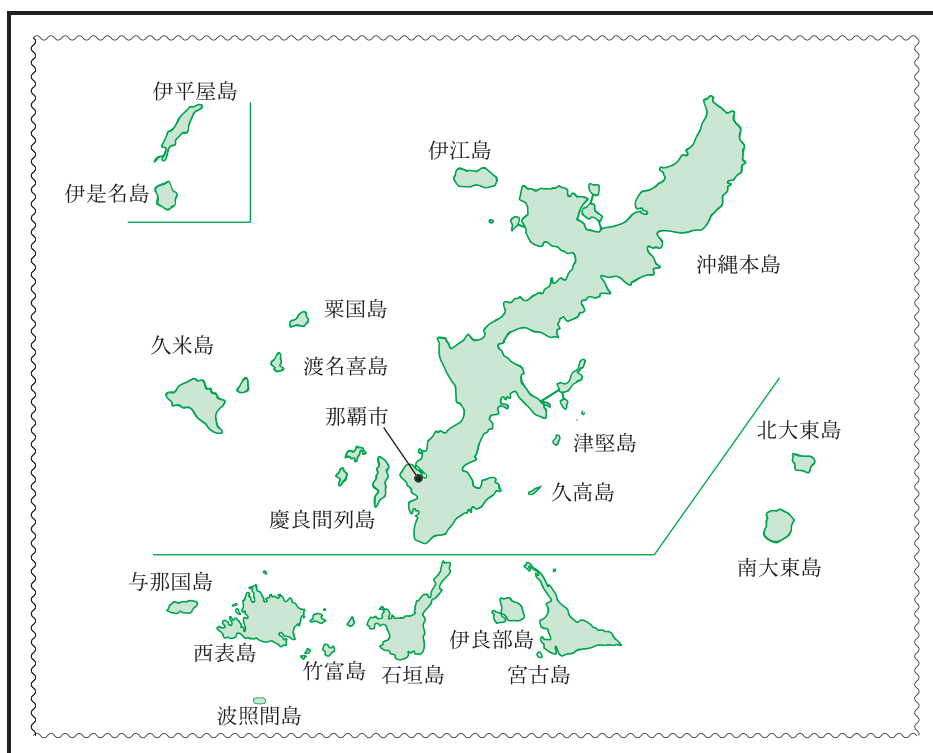 伊平屋島
伊江島
伊是名島
沖縄本島
粟国島
久米島
渡名喜島
那覇市
北大東島
津堅島
久高島
慶良間列島
南大東島
与那国島
伊良部島
西表島
竹富島
石垣島
宮古島
波照間島